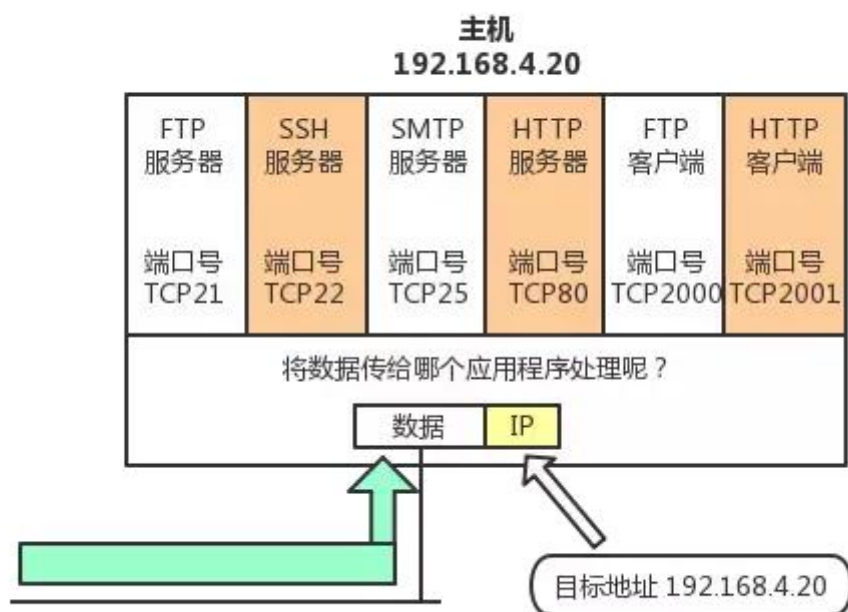 主机
192.168.4.20
FTP
服务器
SSH
服务器
SMTP
服务器
HTTP
服务器
FTP
客户端
HTTP
客户端
端口号
TCP21
端口号
TCP22
端口号
TCP25
端口号
TCP80
端口号
TCP2000
端口号
TCP2001
将数据传给哪个应用程序处理呢？
数据
IP
目标地址 192.168.4.20